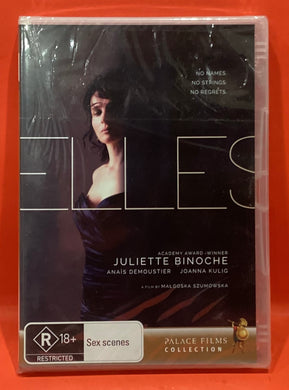 NO NAMES.
NO STRINGS.
NO REGRETS.
ELLES
ACADEMY AWARD-WINNER
JULIETTE BINOCHE
ANAÏS DEMOUSTIER JOANNA KULIG
A FILM BY MALGOSKA SZUMOWSKA
R 18+
RESTRICTED
Sex scenes
PALACE FILMS
COLLECTION